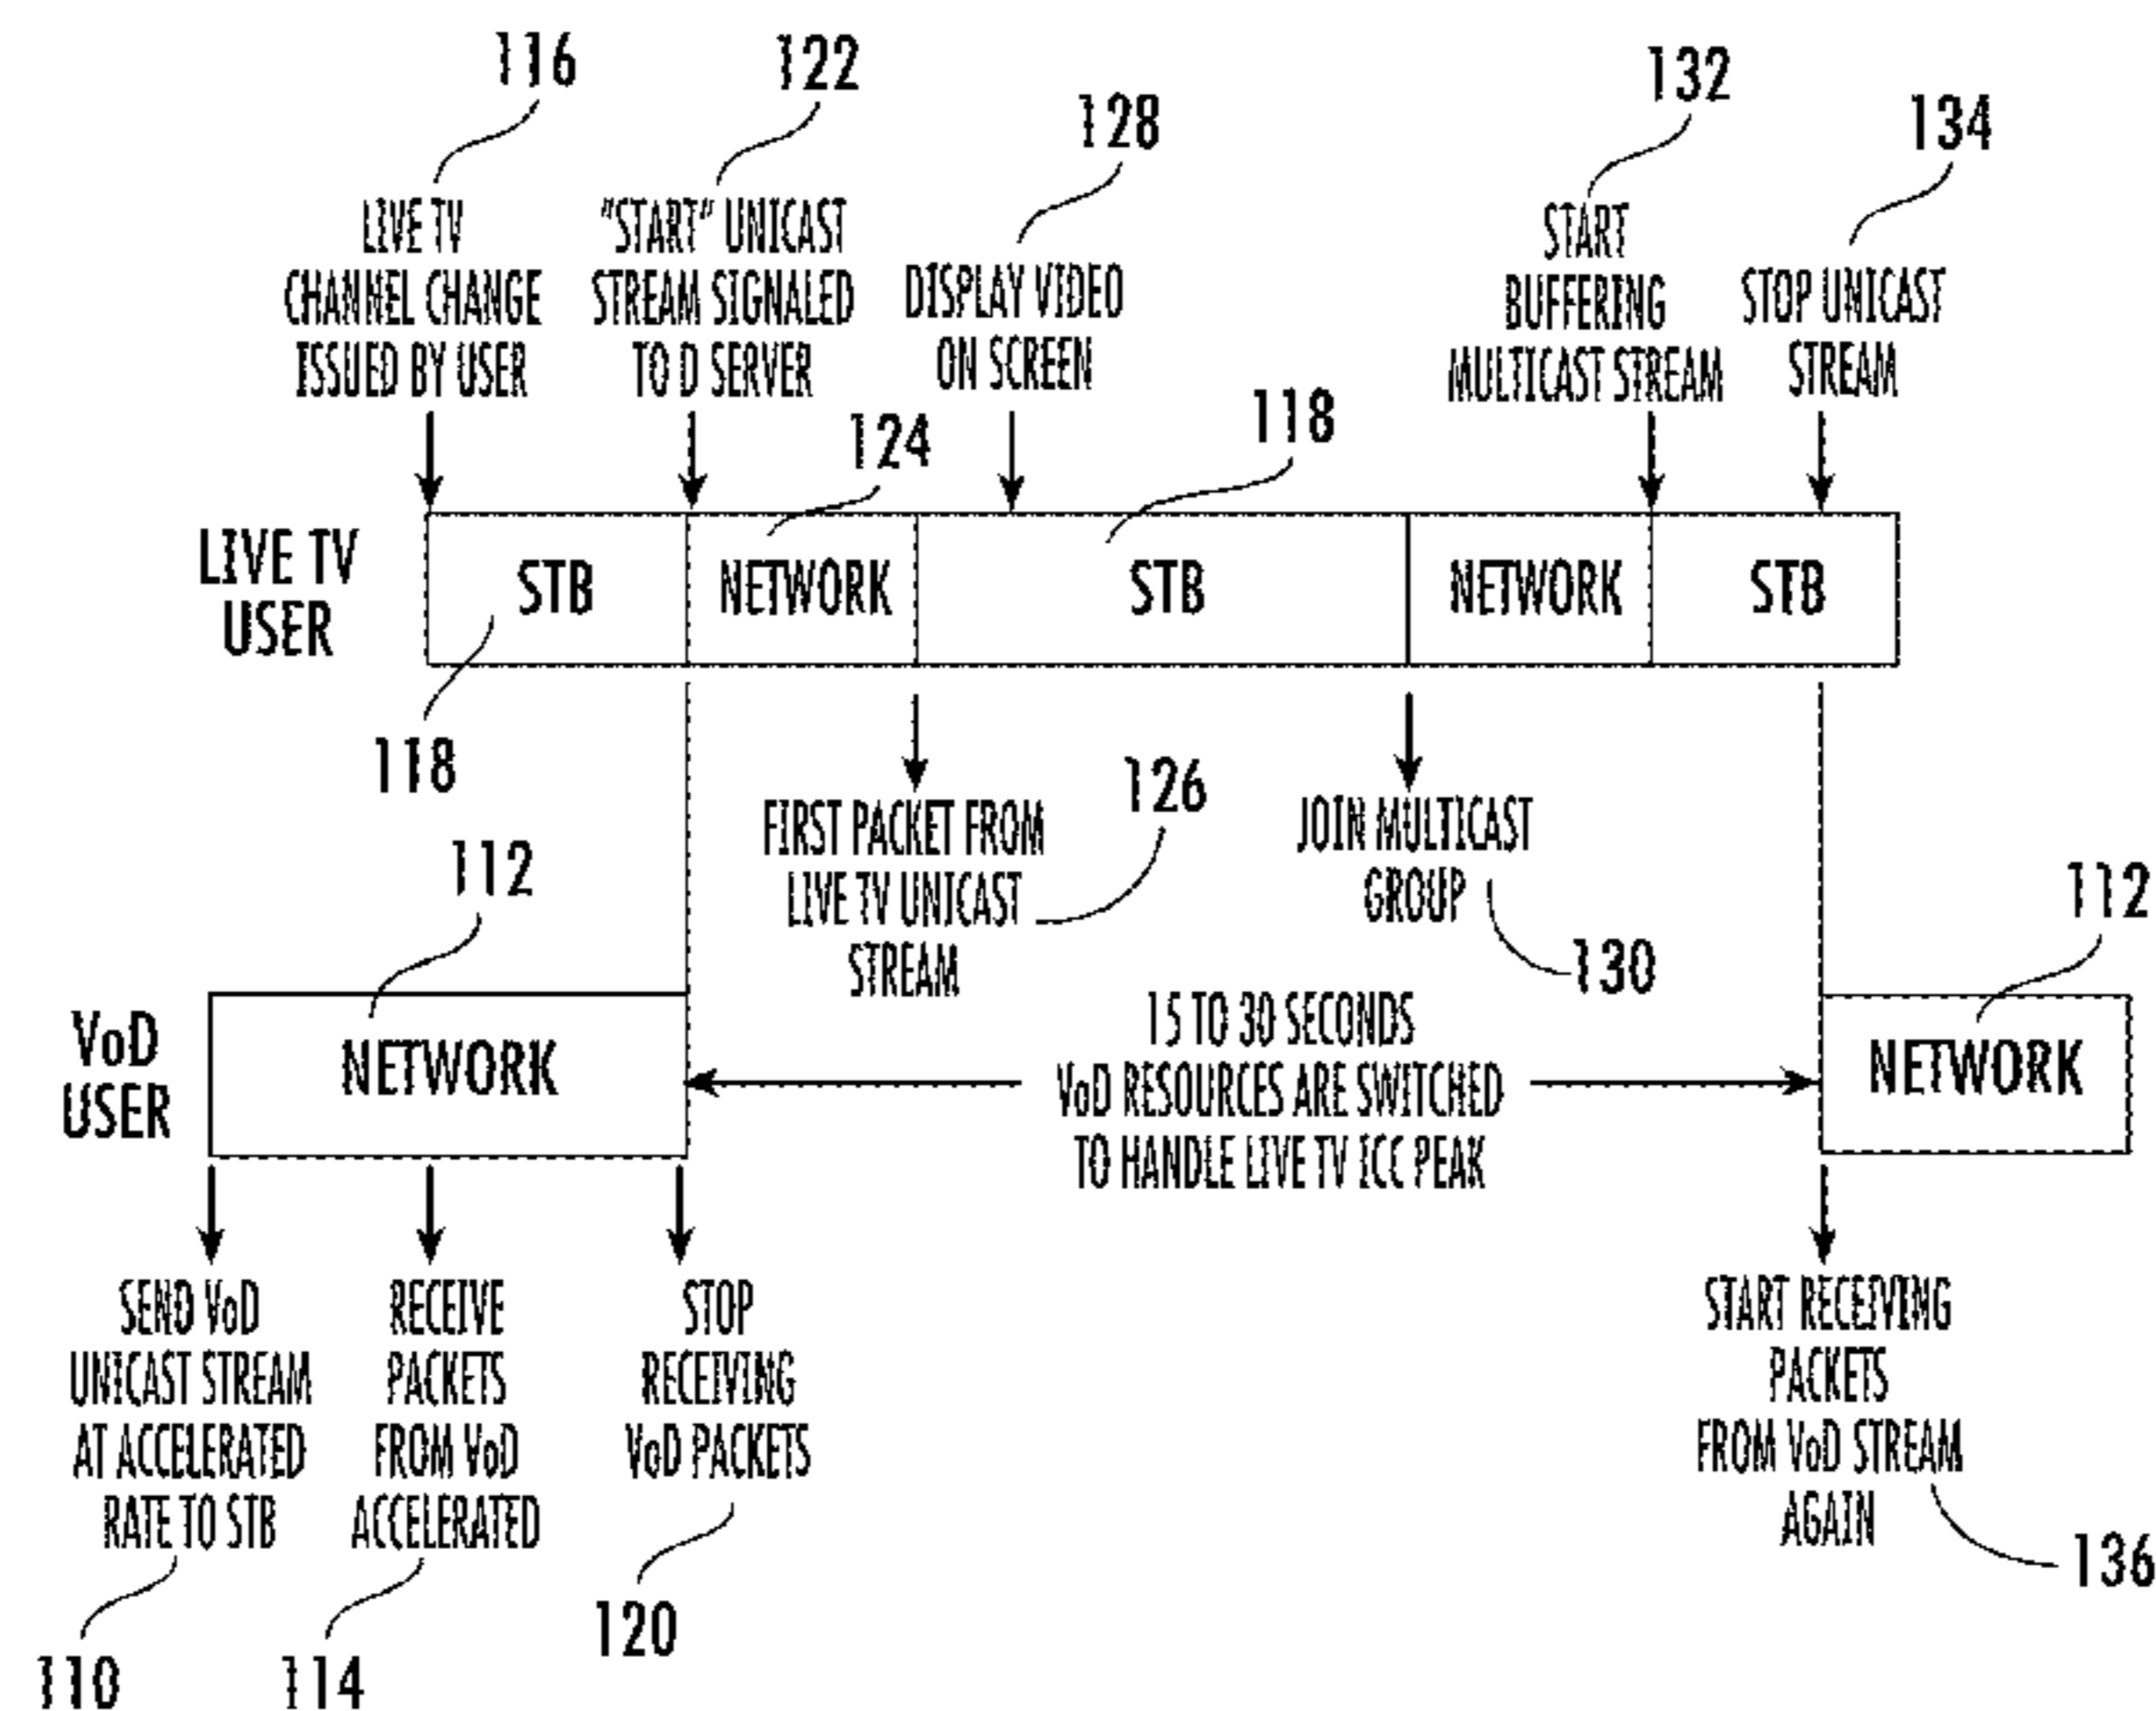 116
122
128
132
134
LIVE TV
CHANNEL CHANGE
ISSUED BY USER
"START" UNICAST
STREAM SIGNALED
TO D SERVER
DISPLAY VIDEO
ON SCREEN
START
BUFFERING
MULTICAST STREAM
STOP UNICAST
STREAM
124
118
LIVE TV
USER
STB
NETWORK
STB
NETWORK
STB
118
FIRST PACKET FROM
LIVE TV UNICAST
STREAM
126
JOIN MULTICAST
GROUP
130
112
112
VoD
USER
NETWORK
15 TO 30 SECONDS
VoD RESOURCES ARE SWITCHED
TO HANDLE LIVE TV ICC PEAK
NETWORK
SEND VoD
UNICAST STREAM
AT ACCELERATED
RATE TO STB
RECEIVE
PACKETS
FROM VoD
ACCELERATED
STOP
RECEIVING
VoD PACKETS
START RECEIVING
PACKETS
FROM VoD STREAM
AGAIN
110
114
120
136